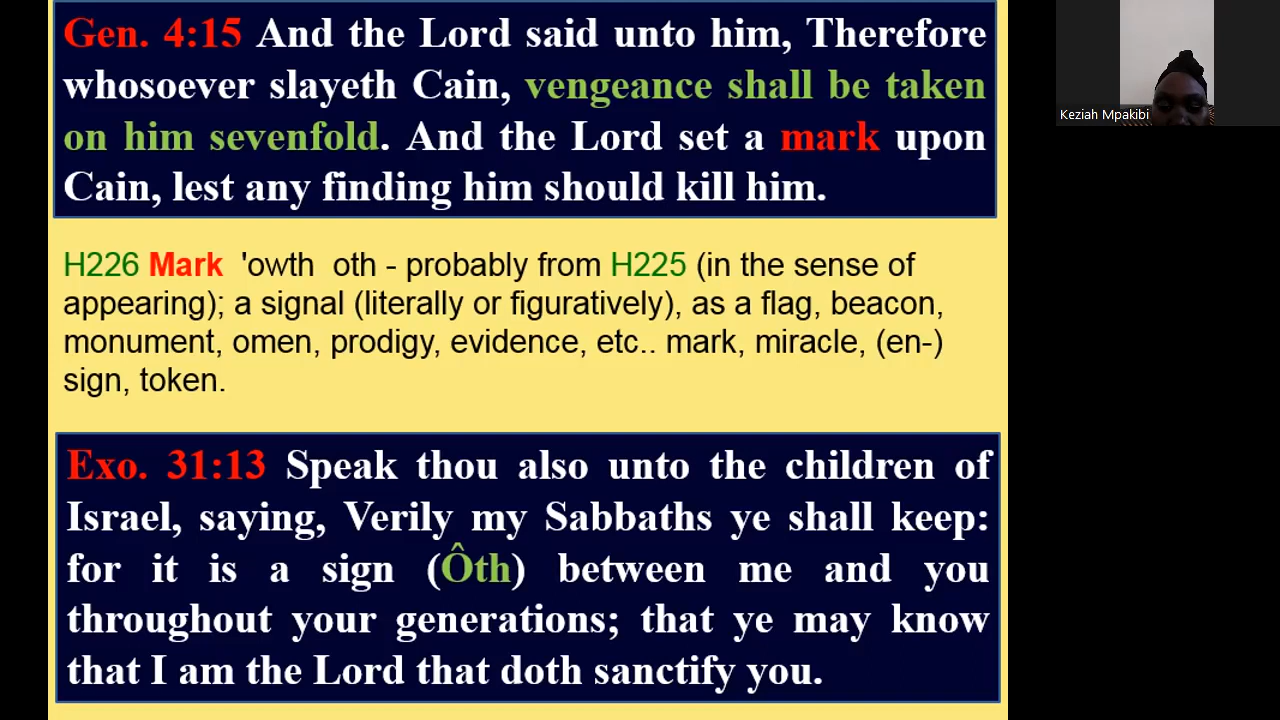 Gen. 4:15 And the Lord said unto him, Therefore
whosoever slayeth Cain, vengeance shall be taken
on him sevenfold. And the Lord set a mark upon
Cain, lest any finding him should kill him.
H226 Mark 'owth oth - probably from H225 (in the sense of
appearing); a signal (literally or figuratively), as a flag, beacon,
monument, omen, prodigy, evidence, etc.. mark, miracle, (en-)
sign, token.
Exo. 31:13 Speak thou also unto the children of
Israel, saying, Verily my Sabbaths ye shall keep:
for it is a sign (Ôth) between me and you
throughout your generations; that ye may know
that I am the Lord that doth sanctify you.
Keziah Mpakibi